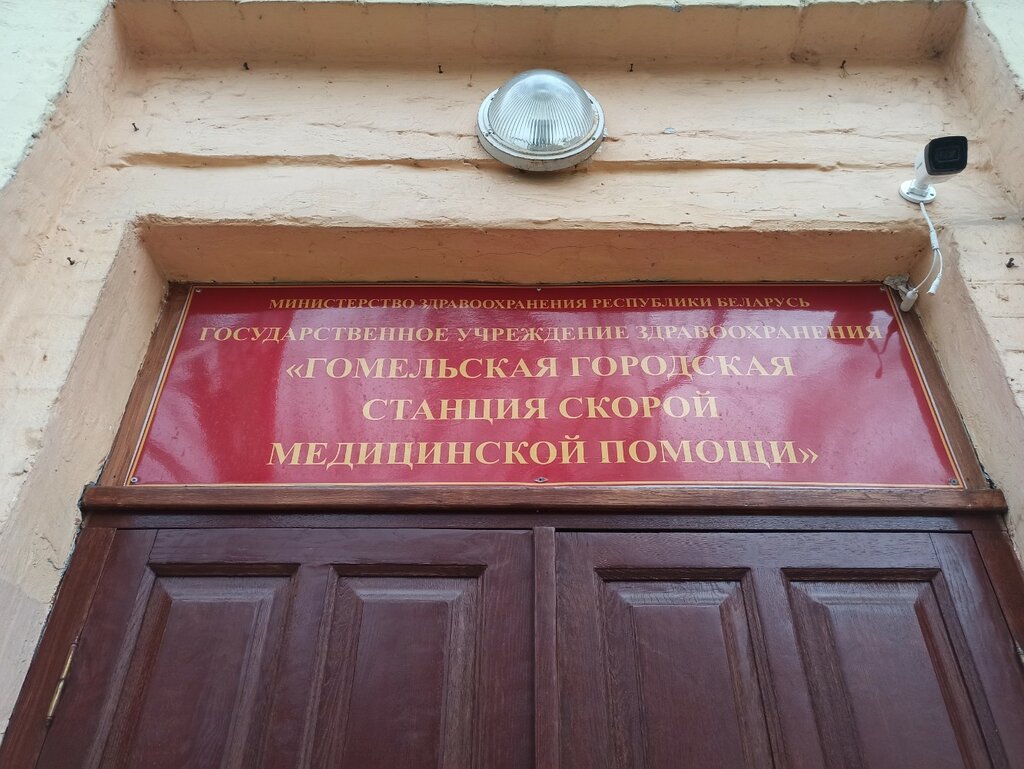 МИНИСТЕРСТВО ЗДРАВООХРАНЕНИЯ РЕСПУБЛИКИ БЕЛАРУСЬ
ГОСУДАРСТВЕННОЕ УЧРЕЖДЕНИЕ ЗДРАВООХРАНЕНИЯ
«ГОМЕЛЬСКАЯ ГОРОДСКАЯ
СТАНЦИЯ СКОРОЙ
МЕДИЦИНСКОЙ ПОМОЩИ»